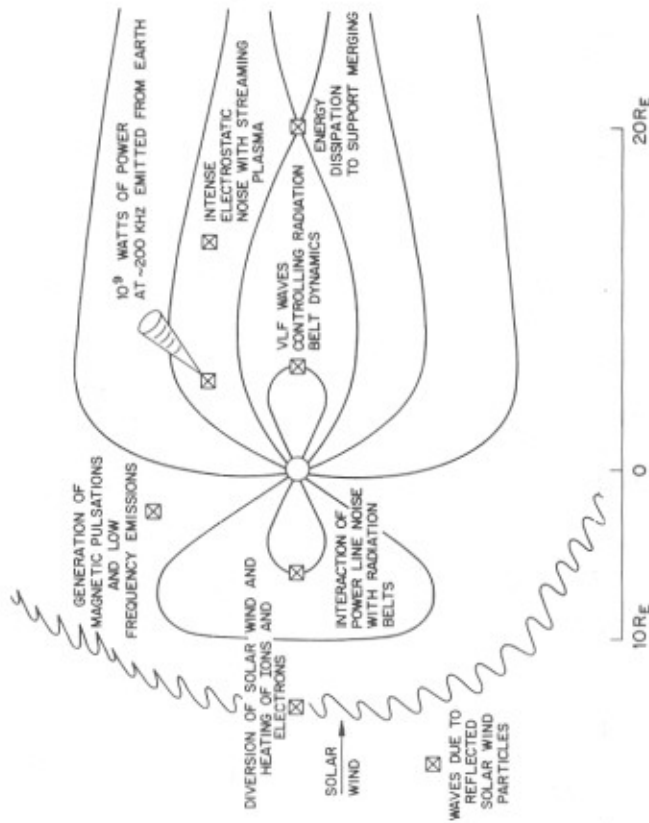 10⁹ WATTS OF POWER
AT ~200 KHZ EMITTED FROM EARTH
GENERATION OF
MAGNETIC PULSATIONS
AND LOW
FREQUENCY EMISSIONS
INTENSE
ELECTROSTATIC
NOISE WITH STREAMING
PLASMA
DIVERSION OF SOLAR WIND AND
HEATING OF IONS AND
ELECTRONS
VLF WAVES
CONTROLLING RADIATION
BELT DYNAMICS
ENERGY
DISSIPATION
TO SUPPORT MERGING
SOLAR
WIND
INTERACTION OF
POWER LINE NOISE
WITH RADIATION
BELTS
WAVES DUE TO
REFLECTED
SOLAR WIND
PARTICLES
10RE
0
20RE